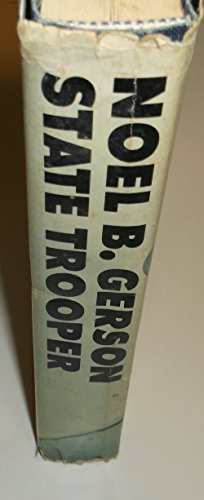 NOEL B. GERSON
STATE TROOPER